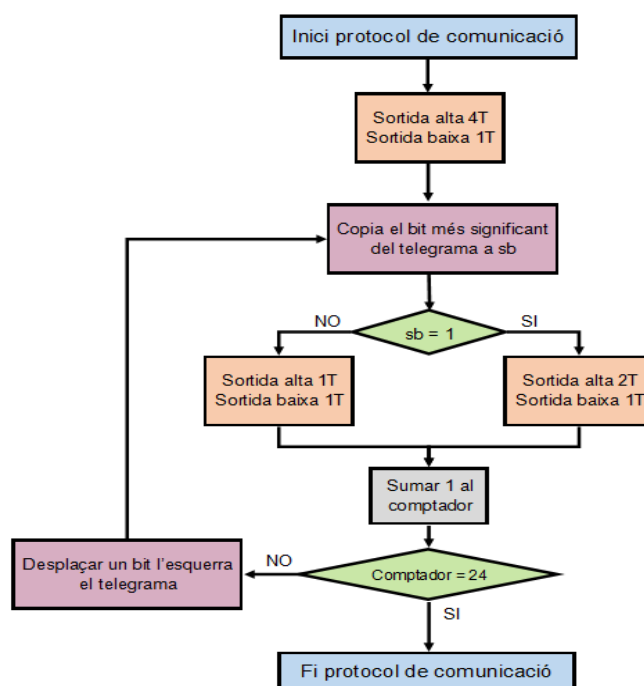 Inici protocol de comunicació
Sortida alta 4T
Sortida baixa 1T
Copia el bit més significant
del telegrama a sb
NO
sb = 1
SI
Sortida alta 1T
Sortida baixa 1T
Sortida alta 2T
Sortida baixa 1T
Sumar 1 al
comptador
Desplaçar un bit l'esquerra
el telegrama
NO
Comptador = 24
SI
Fi protocol de comunicació